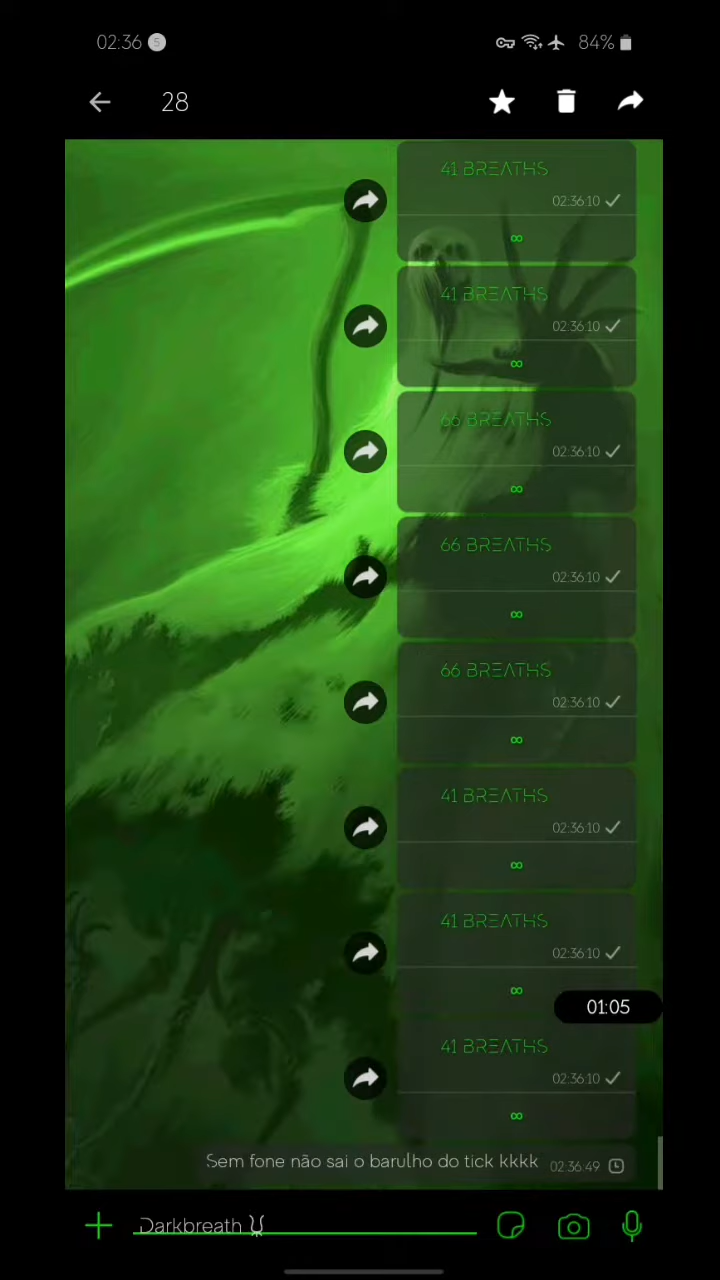 02:36 S 84%
28
41 BREATHS
02:36:10
∞
41 BREATHS
02:36:10
∞
66 BREATHS
02:36:10
∞
66 BREATHS
02:36:10
∞
66 BREATHS
02:36:10
∞
41 BREATHS
02:36:10
∞
41 BREATHS
02:36:10
∞
01:05
41 BREATHS
02:36:10
∞
Sem fone não sai o barulho do tick kkkk 02:36:49
Darkbreath